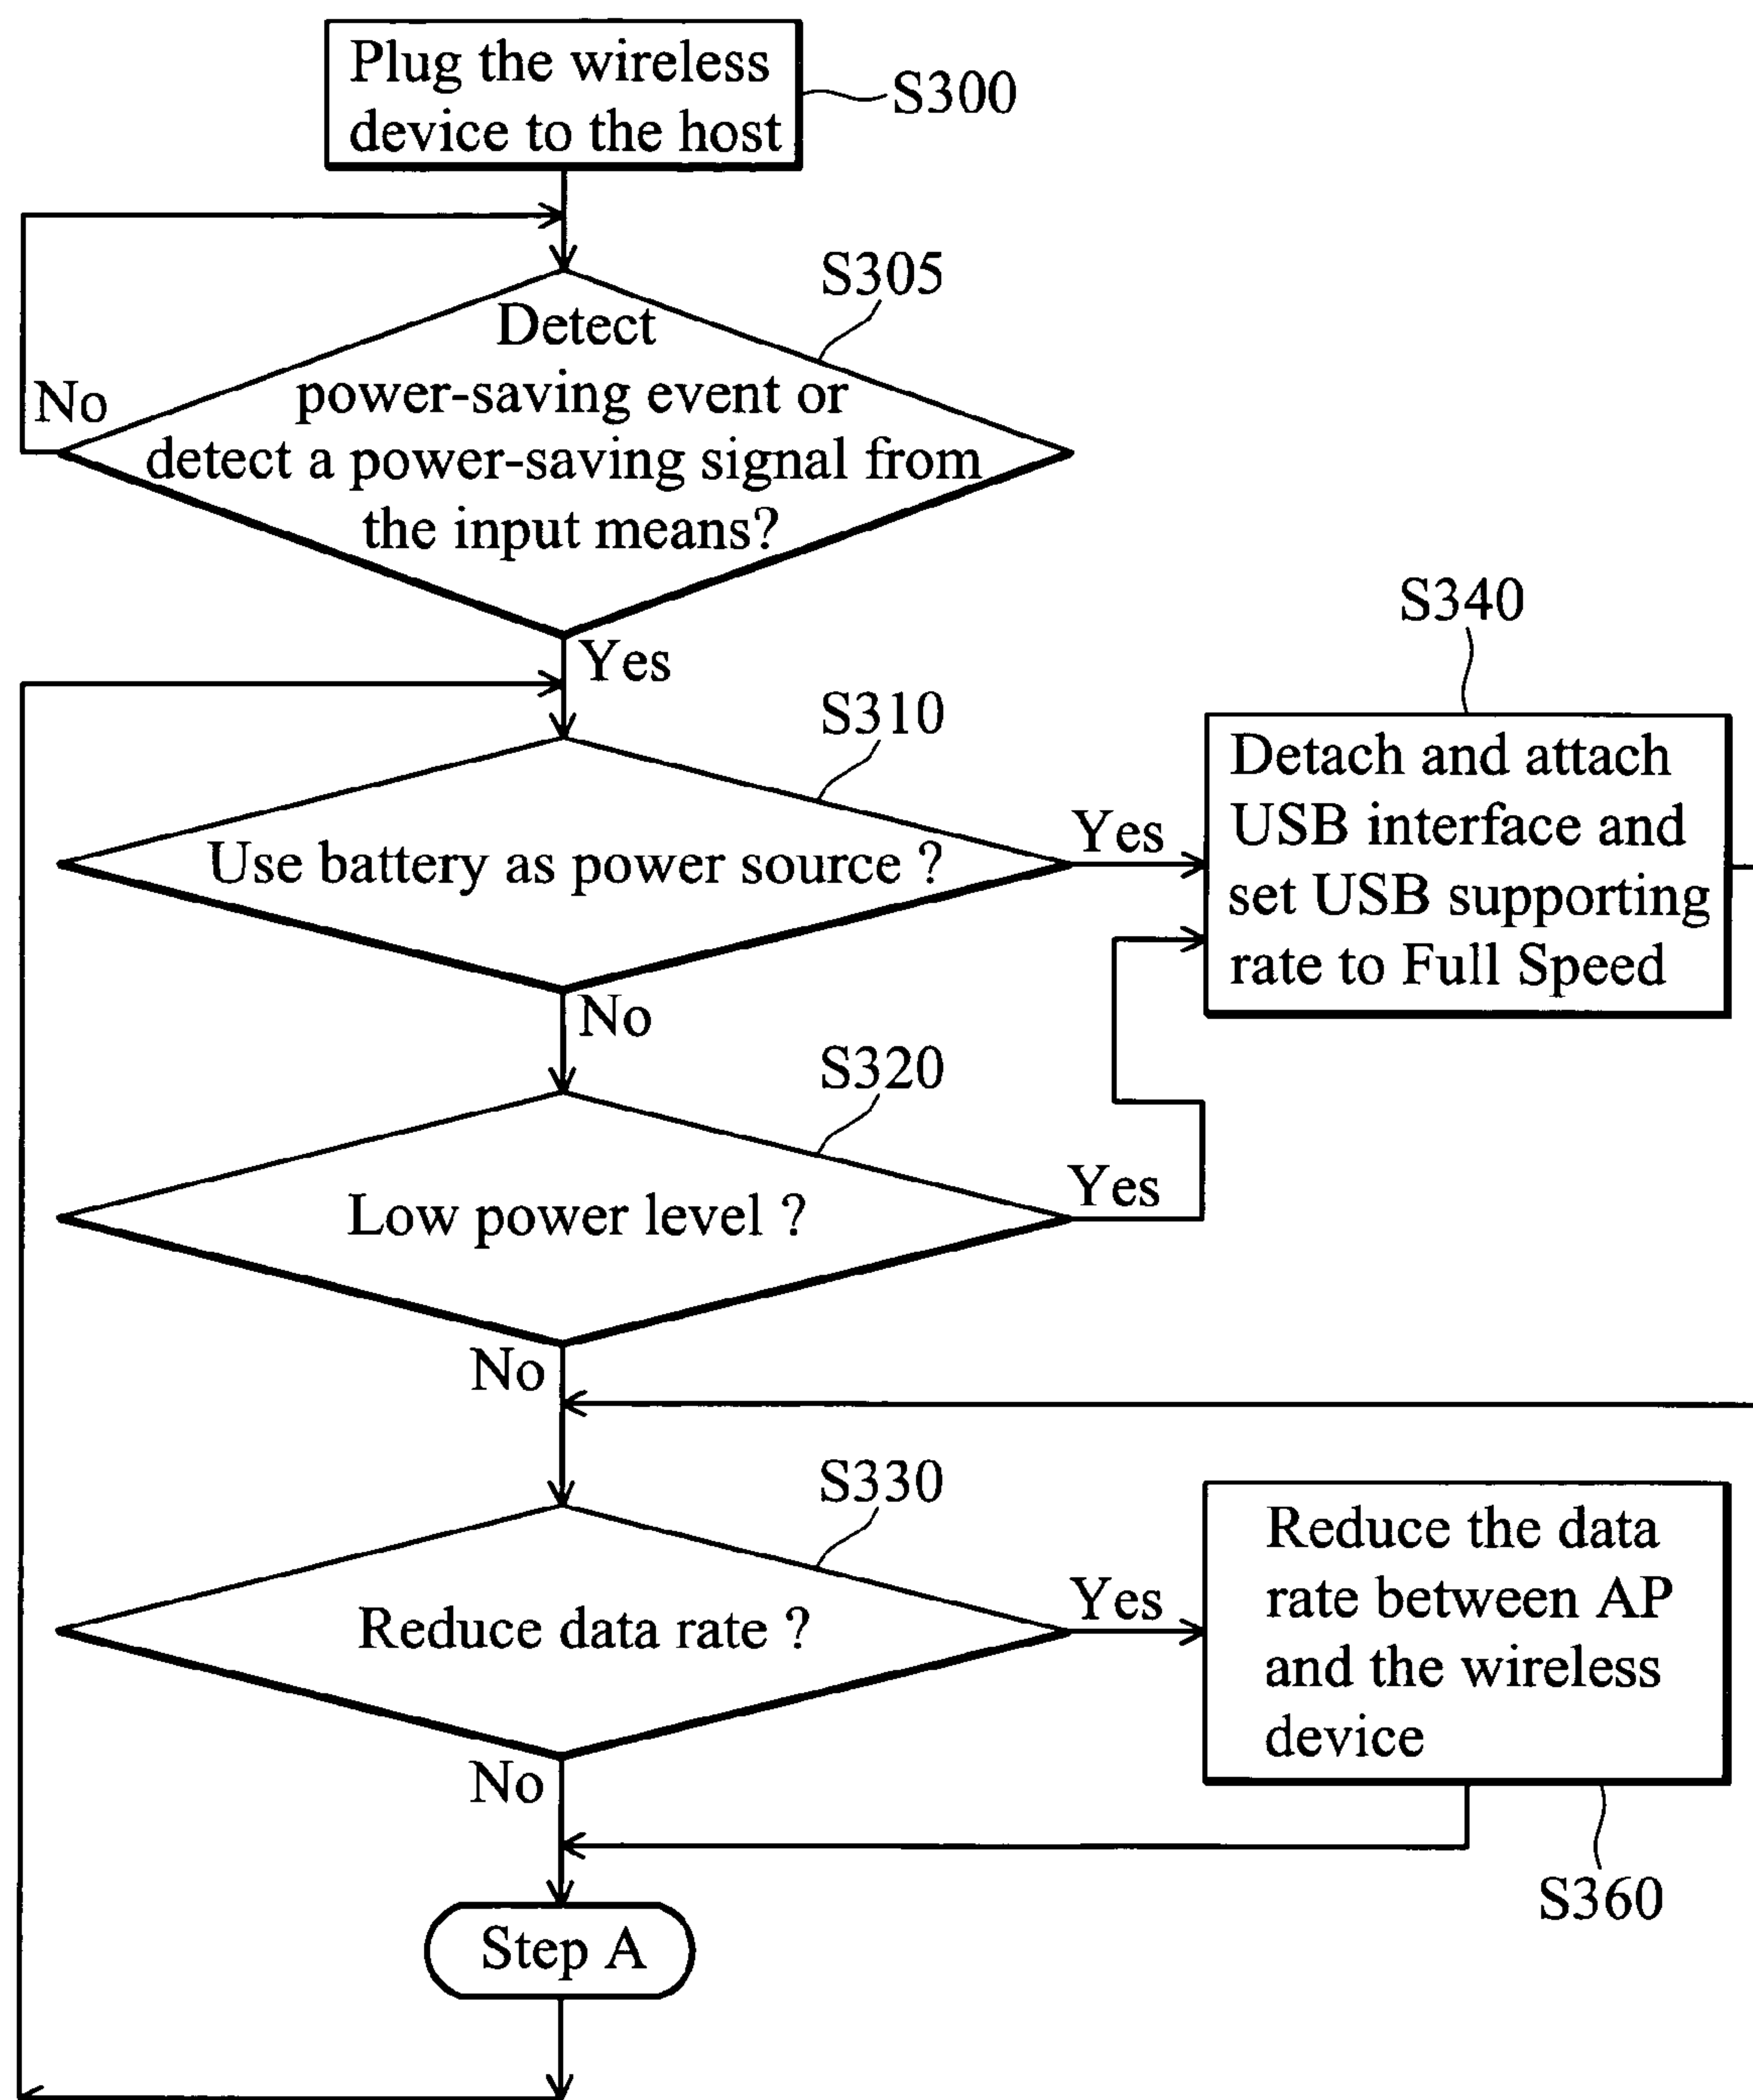 Plug the wireless
device to the host
S300
S305
Detect
power-saving event or
detect a power-saving signal from
the input means?
No
Yes
S310
Use battery as power source ?
Yes
No
S340
Detach and attach
USB interface and
set USB supporting
rate to Full Speed
S320
Low power level ?
Yes
No
S330
Reduce data rate ?
Yes
No
Reduce the data
rate between AP
and the wireless
device
S360
Step A